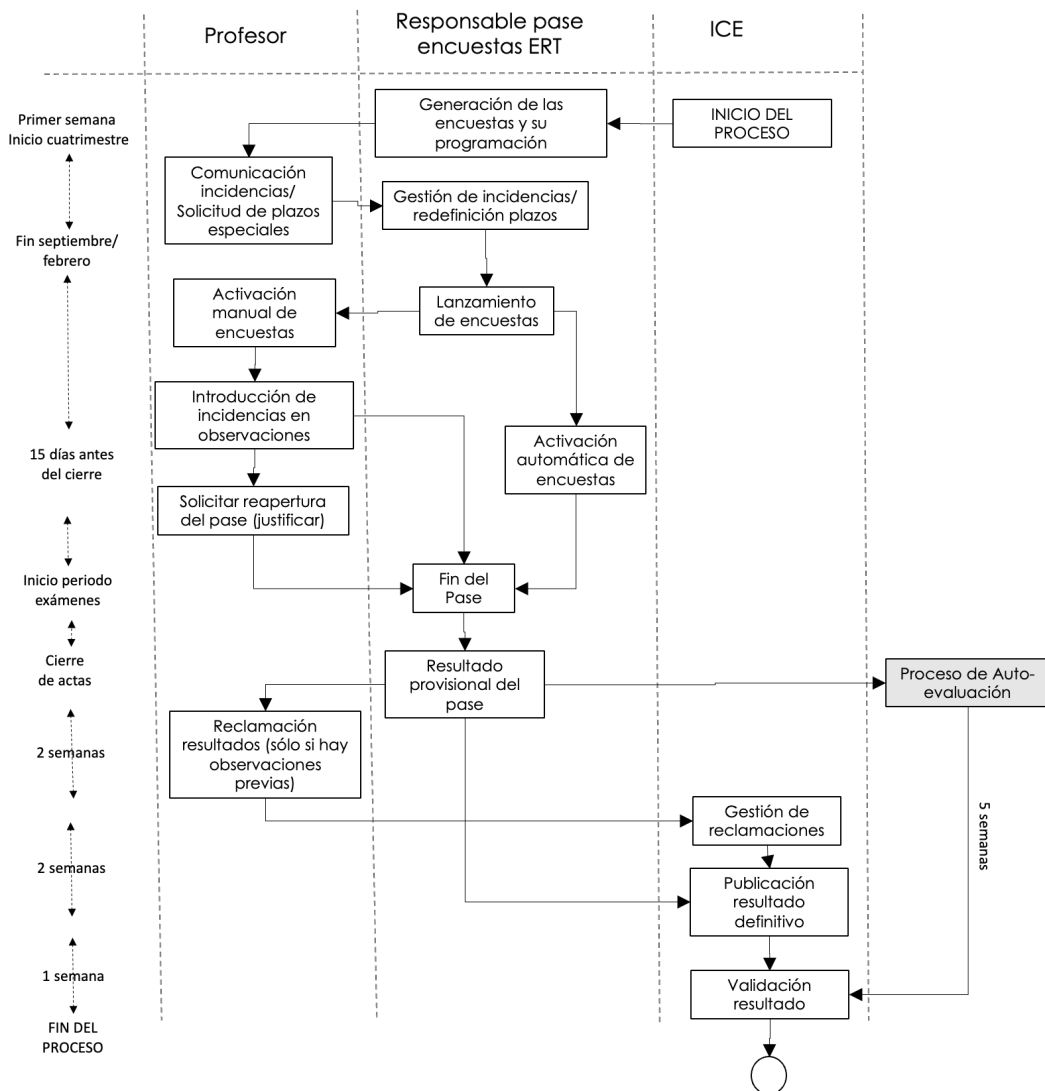 Profesor
Responsable pase
encuestas ERT
ICE
Primer semana
Inicio cuatrimestre
Generación de las
encuestas y su
programación
INICIO DEL
PROCESO
Comunicación
incidencias/
Solicitud de plazos
especiales
Gestión de incidencias/
redefinición plazos
Fin septiembre/
febrero
Activación
manual de
encuestas
Lanzamiento
de encuestas
Introducción de
incidencias en
observaciones
15 días antes
del cierre
Activación
automática de
encuestas
Solicitar reapertura
del pase (justificar)
Inicio periodo
exámenes
Fin del
Pase
Cierre
de actas
Resultado
provisional del
pase
Proceso de Auto-
evaluación
2 semanas
Reclamación
resultados (sólo si hay
observaciones
previas)
Gestión de
reclamaciones
5 semanas
2 semanas
Publicación
resultado
definitivo
1 semana
Validación
resultado
FIN DEL
PROCESO